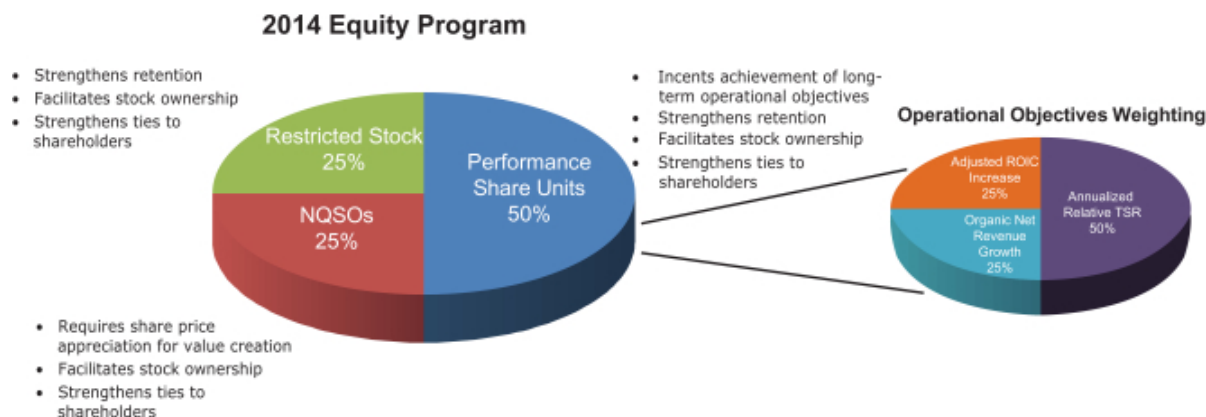 2014 Equity Program
• Strengthens retention
• Facilitates stock ownership
• Strengthens ties to
shareholders
Restricted Stock
25%
NQSOs
25%
Performance
Share Units
50%
• Incents achievement of long-
term operational objectives
• Strengthens retention
• Facilitates stock ownership
• Strengthens ties to
shareholders
Operational Objectives Weighting
Adjusted ROIC
Increase
25%
Organic Net
Revenue
Growth
25%
Annualized
Relative TSR
50%
• Requires share price
appreciation for value creation
• Facilitates stock ownership
• Strengthens ties to
shareholders